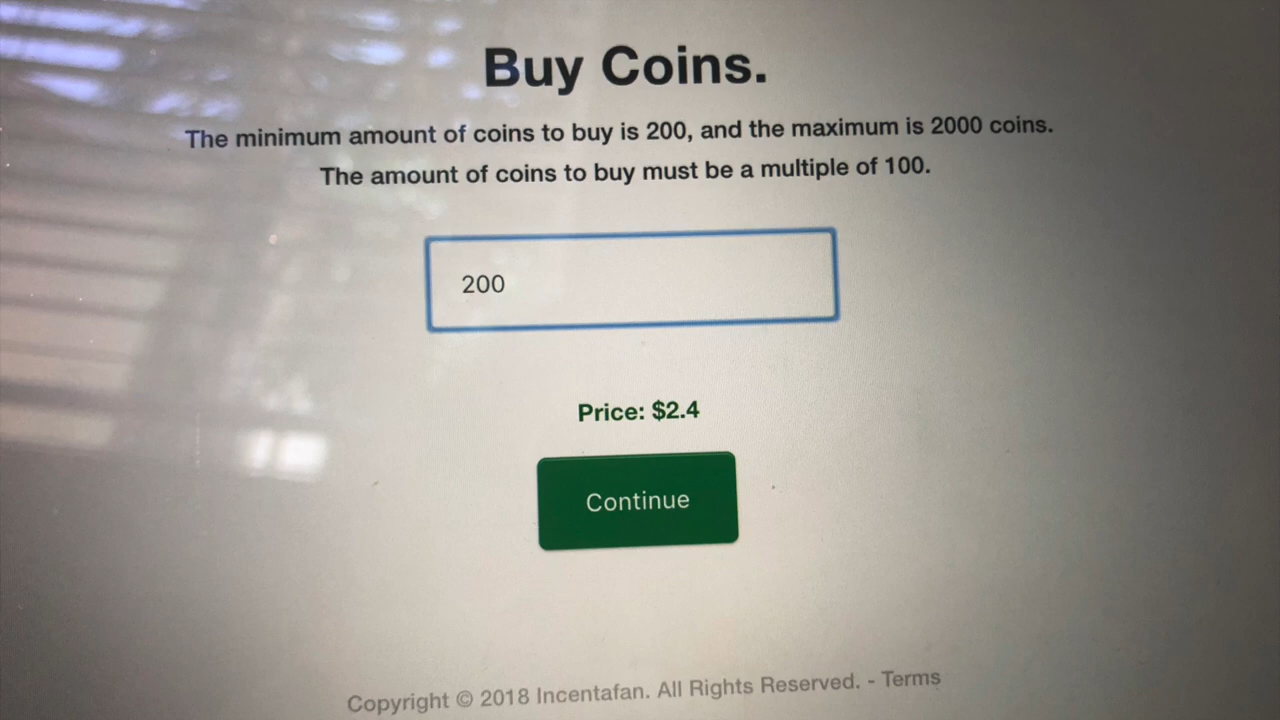 Buy Coins.
The minimum amount of coins to buy is 200, and the maximum is 2000 coins.
The amount of coins to buy must be a multiple of 100.
200
Price: $2.4
Continue
Copyright © 2018 Incentafan. All Rights Reserved. - Terms